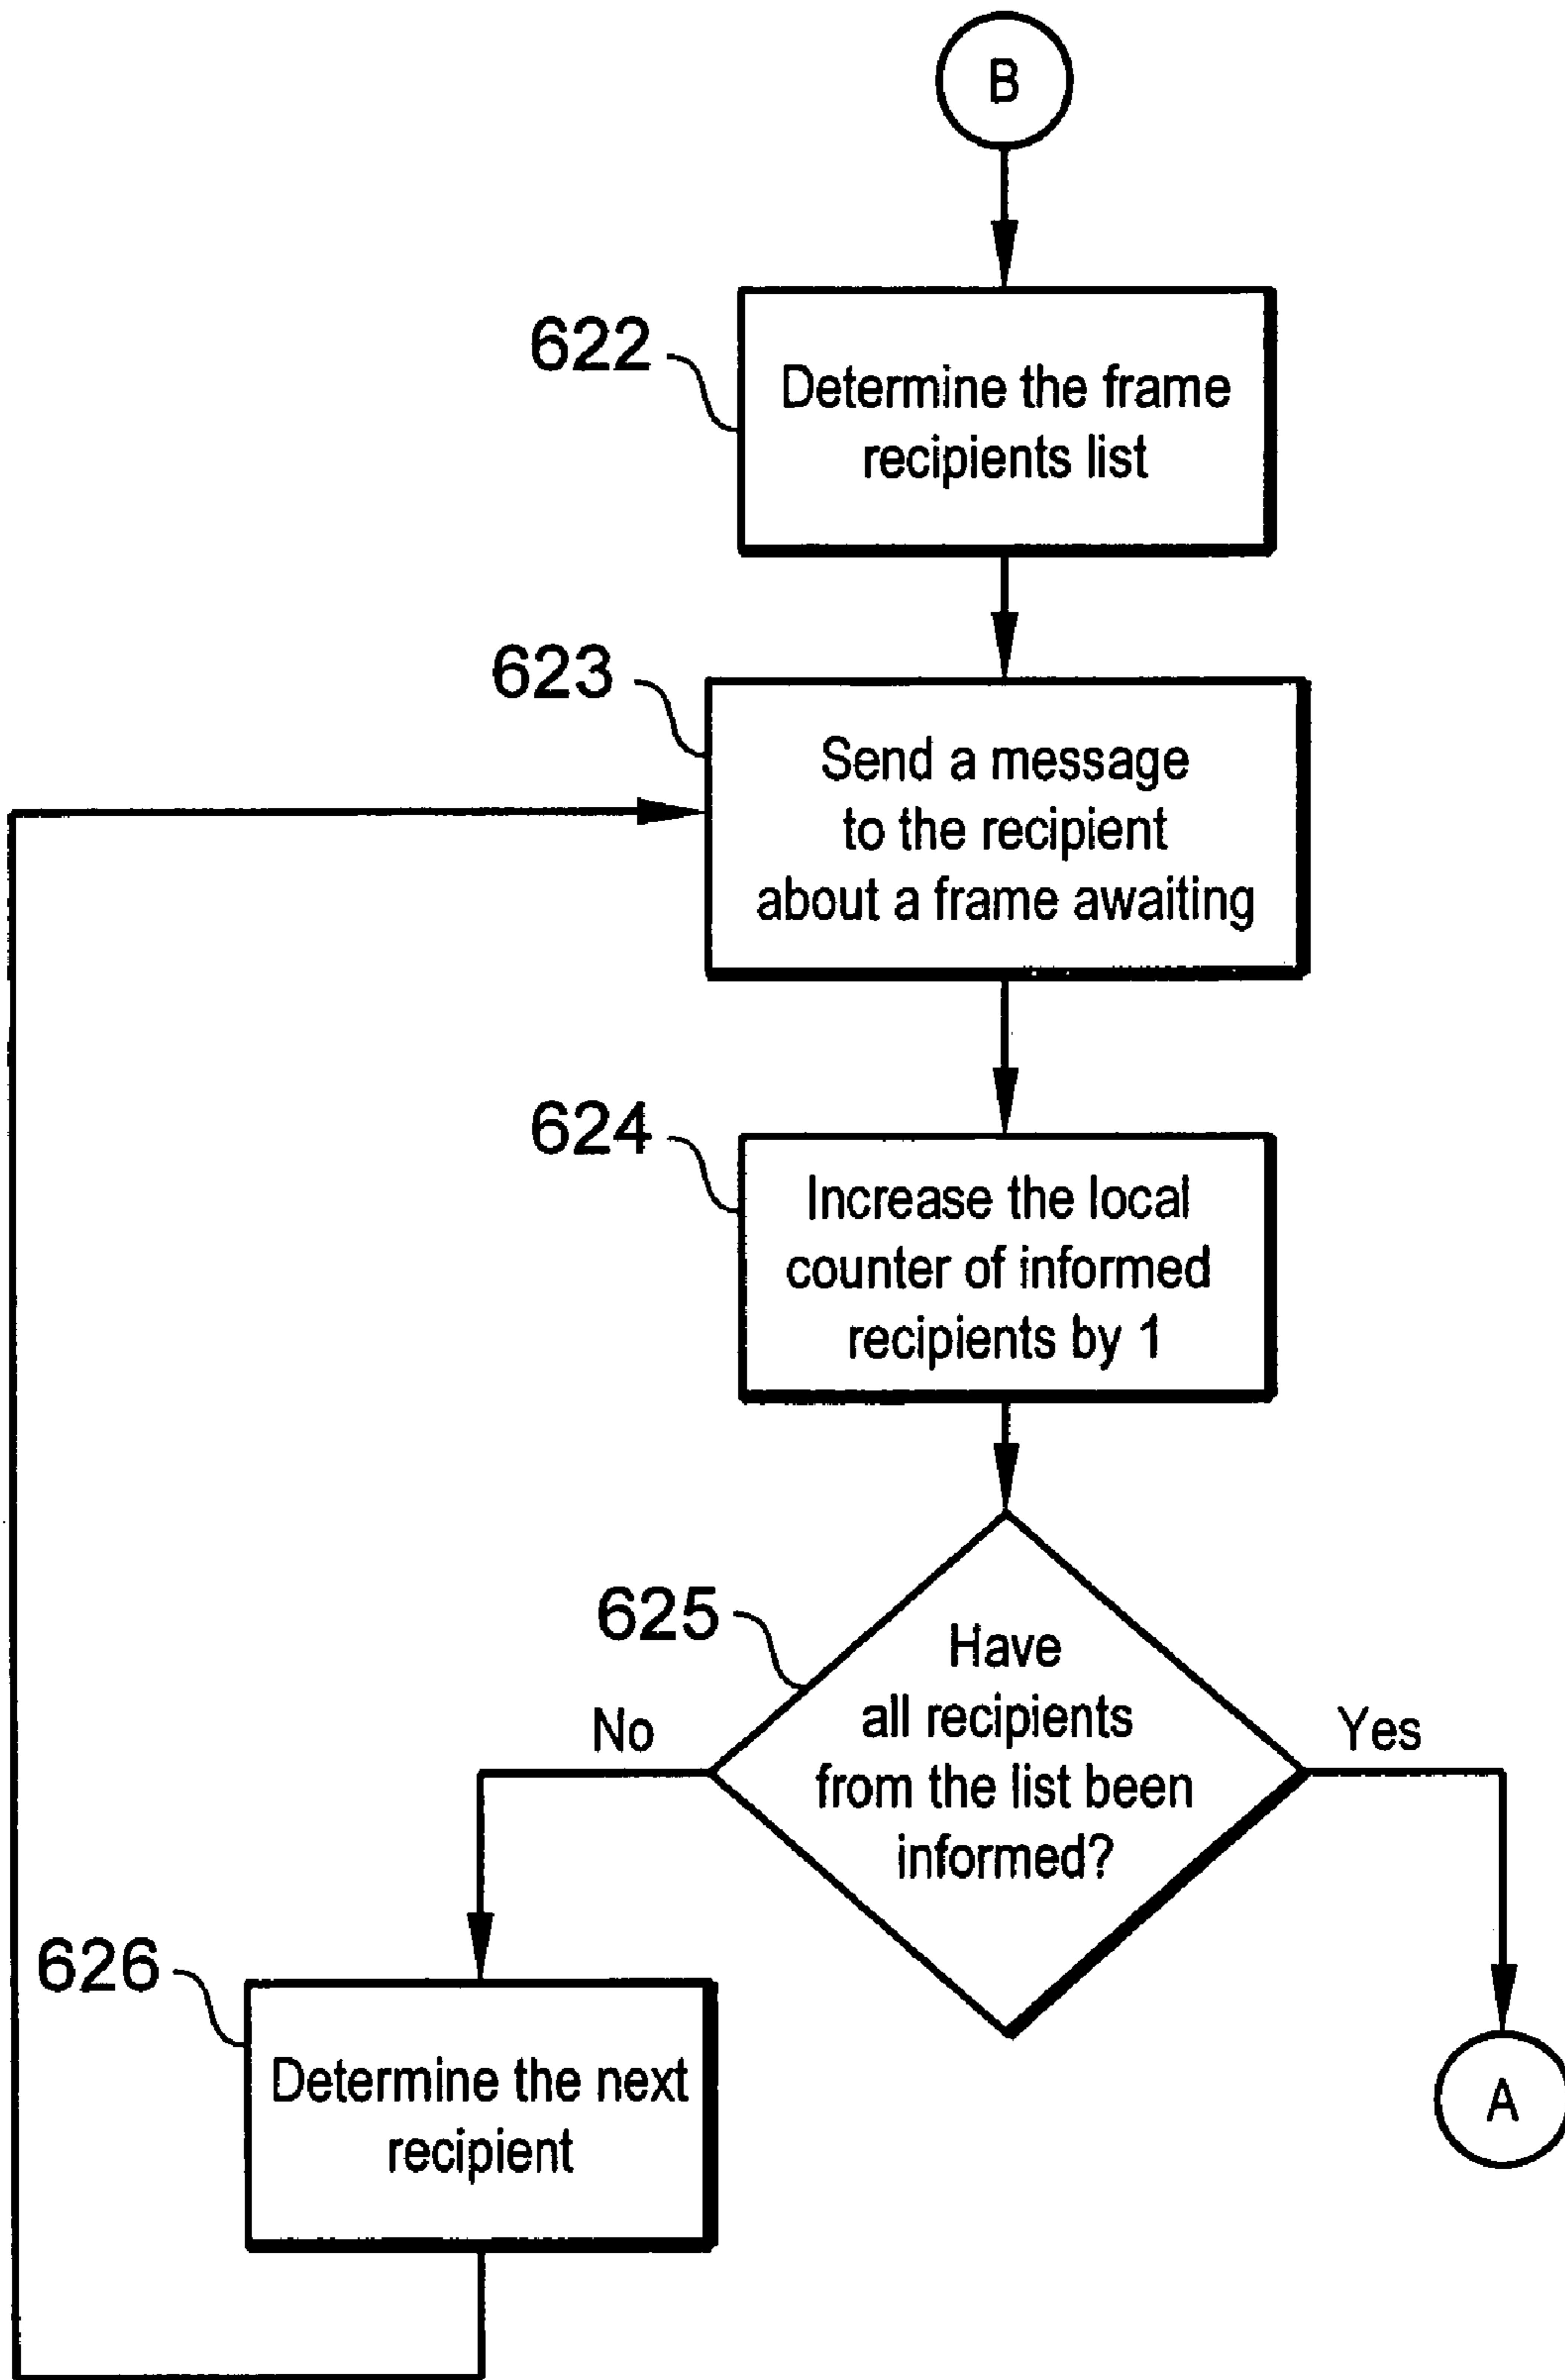 B
622
Determine the frame
recipients list
623
Send a message
to the recipient
about a frame awaiting
624
Increase the local
counter of informed
recipients by 1
625
Have
all recipients
from the list been
informed?
No
Yes
626
Determine the next
recipient
A